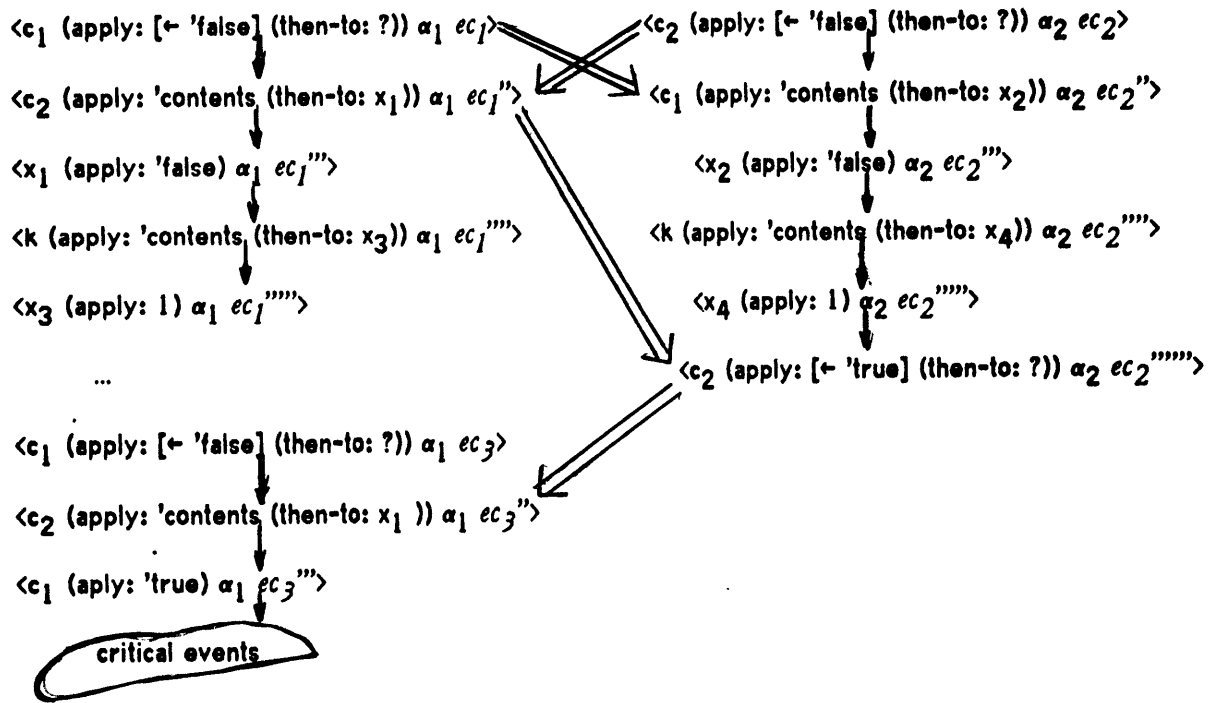 <c₁ (apply: [← 'false] (then-to: ?)) α₁ ec₁>
<c₂ (apply: 'contents (then-to: x₁)) α₁ ec₁''>
<x₁ (apply: 'false) α₁ ec₁'''>
<k (apply: 'contents (then-to: x₃)) α₁ ec₁''''>
<x₃ (apply: 1) α₁ ec₁'''''>
...
<c₁ (apply: [← 'false] (then-to: ?)) α₁ ec₃>
<c₂ (apply: 'contents (then-to: x₁ )) α₁ ec₃''>
<c₁ (aply: 'true) α₁ ec₃'''>
critical events
<c₂ (apply: [← 'false] (then-to: ?)) α₂ ec₂>
<c₁ (apply: 'contents (then-to: x₂)) α₂ ec₂''>
<x₂ (apply: 'false) α₂ ec₂'''>
<k (apply: 'contents (then-to: x₄)) α₂ ec₂''''>
<x₄ (apply: 1) α₂ ec₂'''''>
<c₂ (apply: [← 'true] (then-to: ?)) α₂ ec₂''''''>